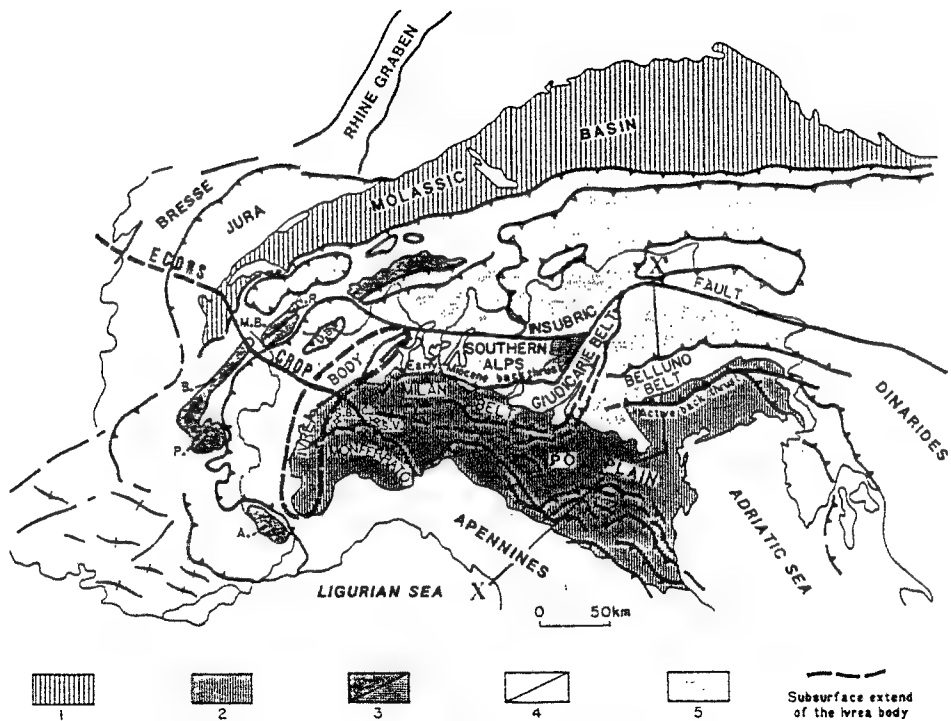 RHINE GRABEN
BASIN
MOLASSIC
BRESSE
JURA
ECORS
X'
FAULT
INSUBRIC
M.B.
CROP
BODY
SOUTHERN
ALPS
Early Miocene back thrust
GIUDICARIE BELT
BELLUNO
BELT
Active back thrust
DINARIDES
MILAN
BELT
B.
P.
IVREA
MONFERRATO
PO
PLAIN
A.
APENNINES
ADRIATIC SEA
LIGURIAN SEA
X
0 50km
1
2
3
4
5
Subsurface extend
of the Ivrea body